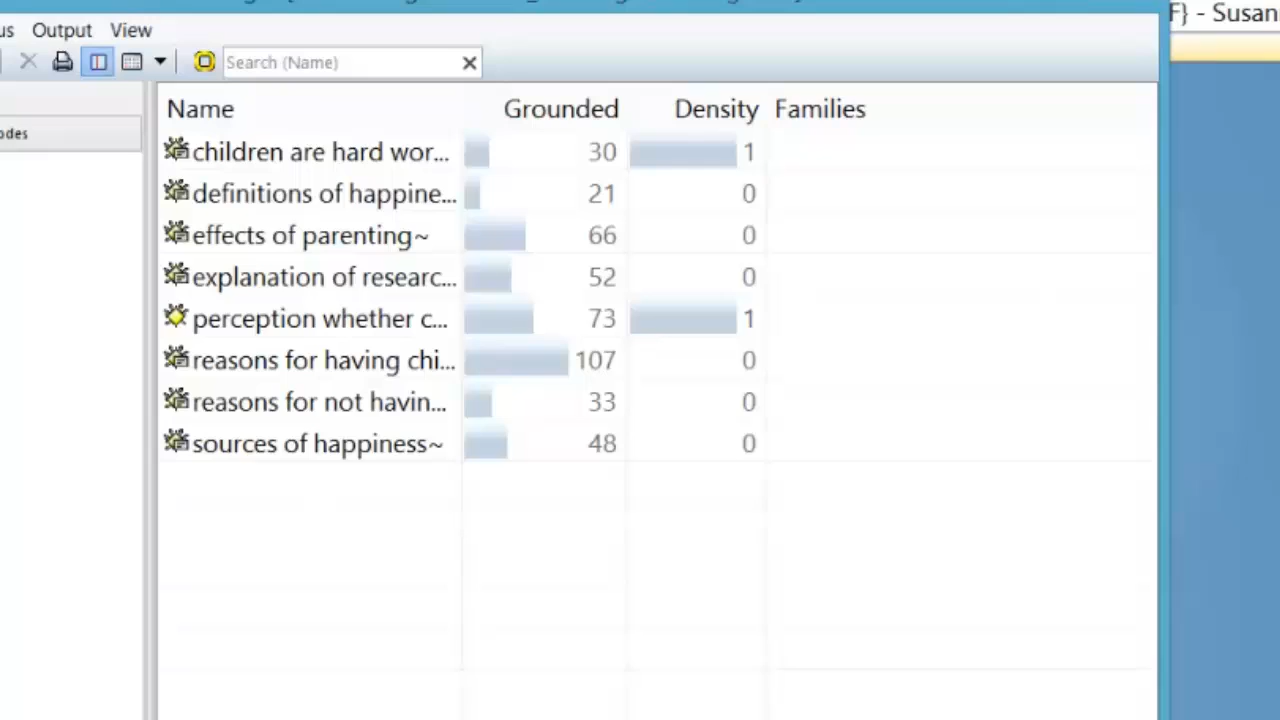 F} - Susan
us Output View
Search (Name)
odes
Name Grounded Density Families
children are hard wor... 30 1
definitions of happine... 21 0
effects of parenting~ 66 0
explanation of researc... 52 0
perception whether c... 73 1
reasons for having chi... 107 0
reasons for not havin... 33 0
sources of happiness~ 48 0